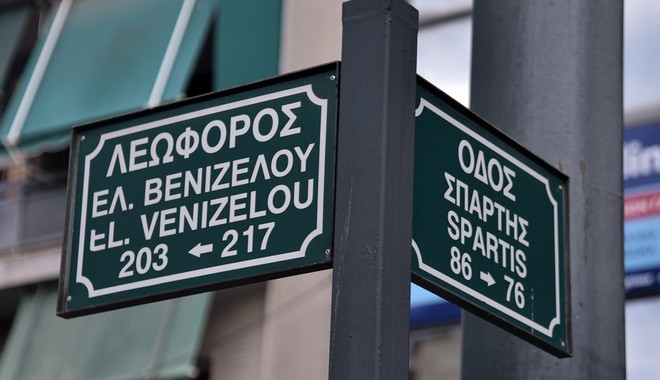 ΛΕΩΦΟΡΟΣ
ΕΛ. ΒΕΝΙΖΕΛΟΥ
EL. VENIZELOU
203 ← 217
ΟΔΟΣ
ΣΠΑΡΤΗΣ
SPARTIS
86 → 76